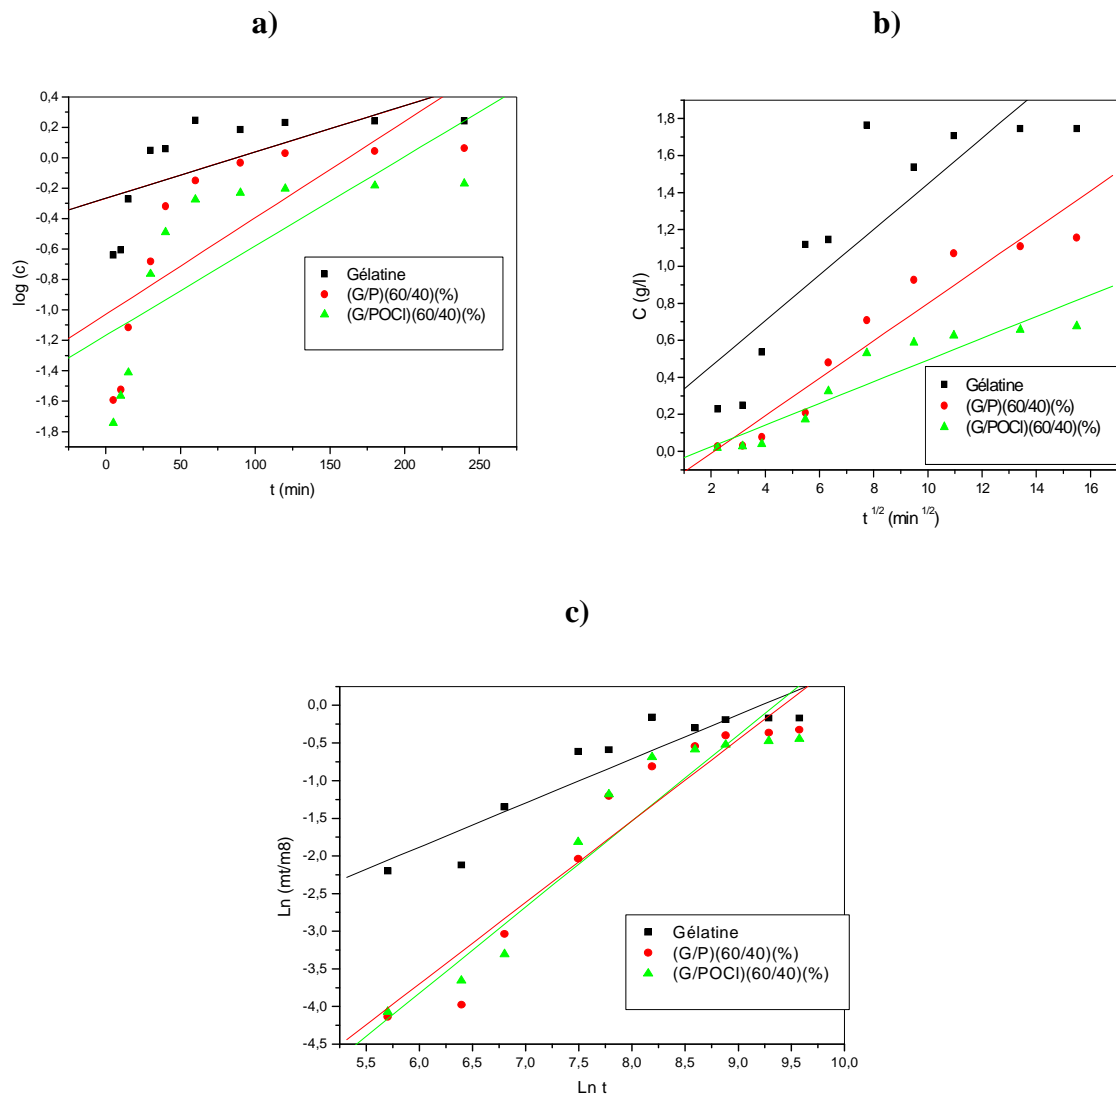 a)
0,4
0,2
0,0
-0,2
-0,4
-0,6
-0,8
-1,0
-1,2
-1,4
-1,6
-1,8
log (c)
Gélatine
(G/P)(60/40)(%)
(G/POCl)(60/40)(%)
0 50 100 150 200 250
t (min)
b)
1,8
1,6
1,4
1,2
1,0
0,8
0,6
0,4
0,2
0,0
C (g/l)
Gélatine
(G/P)(60/40)(%)
(G/POCl)(60/40)(%)
2 4 6 8 10 12 14 16
t 1/2 (min 1/2)
c)
0,0
-0,5
-1,0
-1,5
-2,0
-2,5
-3,0
-3,5
-4,0
-4,5
Ln (mt/m8)
Gélatine
(G/P)(60/40)(%)
(G/POCl)(60/40)(%)
5,5 6,0 6,5 7,0 7,5 8,0 8,5 9,0 9,5 10,0
Ln t